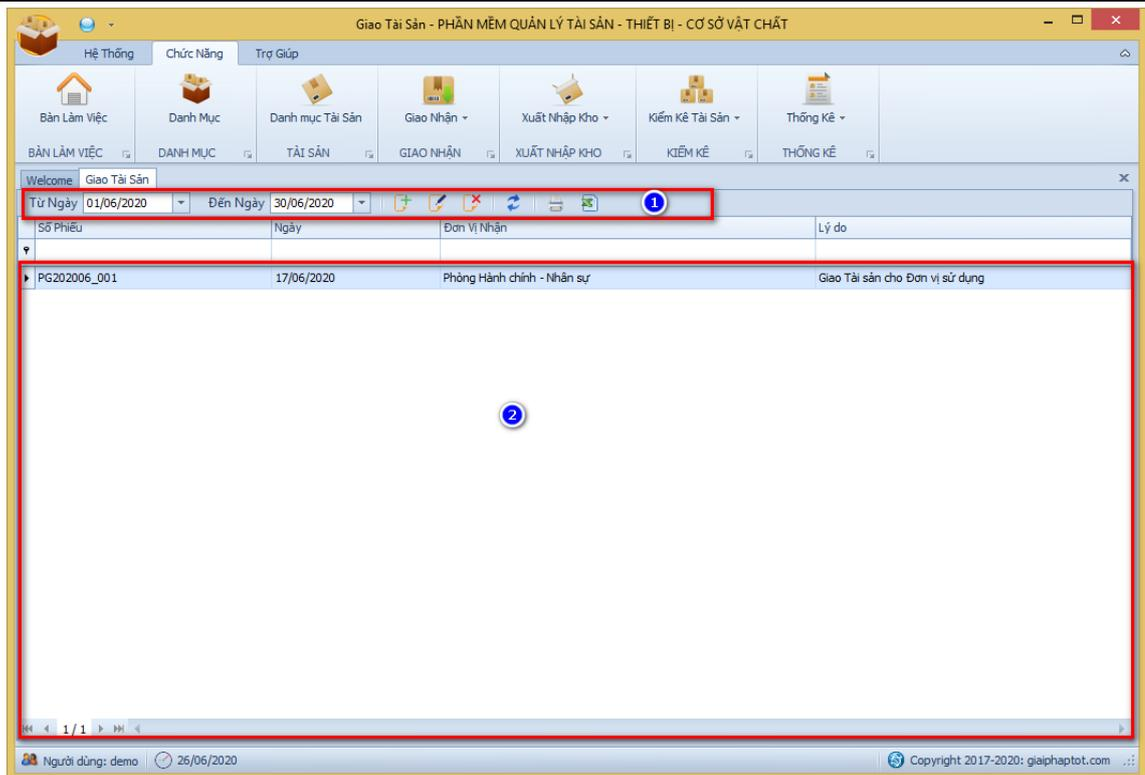 Giao Tài Sản - PHẦN MỀM QUẢN LÝ TÀI SẢN - THIẾT BỊ - CƠ SỞ VẬT CHẤT
Hệ Thống Chức Năng Trợ Giúp
Bàn Làm Việc Danh Mục Danh mục Tài Sản Giao Nhận Xuất Nhập Kho Kiểm Kê Tài Sản Thống Kê
BÀN LÀM VIỆC DANH MỤC TÀI SẢN GIAO NHẬN XUẤT NHẬP KHO KIỂM KÊ THỐNG KÊ
Welcome Giao Tài Sản
Từ Ngày 01/06/2020 Đến Ngày 30/06/2020 1
Số Phiếu Ngày Đơn Vị Nhận Lý do
PG202006_001 17/06/2020 Phòng Hành chính - Nhân sự Giao Tài sản cho Đơn vị sử dụng
2
1 / 1
Người dùng: demo 26/06/2020 Copyright 2017-2020: giaiphaptot.com